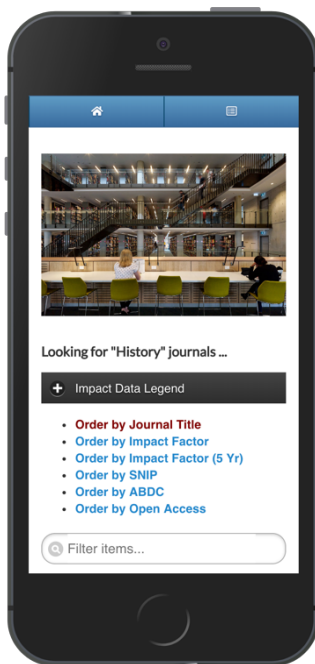 Looking for "History" journals ...
Impact Data Legend
Order by Journal Title
Order by Impact Factor
Order by Impact Factor (5 Yr)
Order by SNIP
Order by ABDC
Order by Open Access
Filter items...